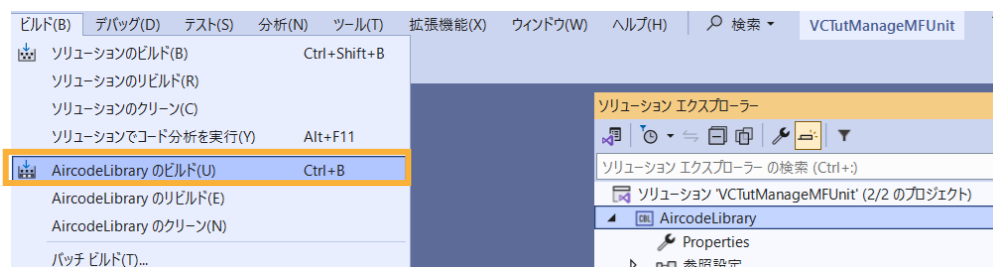 ビルド(B) デバッグ(D) テスト(S) 分析(N) ツール(T) 拡張機能(X) ウィンドウ(W) ヘルプ(H) 検索 VCTutManageMFUnit
ソリューションのビルド(B) Ctrl+Shift+B
ソリューションのリビルド(R)
ソリューションのクリーン(C)
ソリューションでコード分析を実行(Y) Alt+F11
AircodeLibrary のビルド(U) Ctrl+B
AircodeLibrary のリビルド(E)
AircodeLibrary のクリーン(N)
バッチ ビルド(T)...
ソリューション エクスプローラー
ソリューション エクスプローラー の検索 (Ctrl+:)
ソリューション 'VCTutManageMFUnit' (2/2 のプロジェクト)
CBL AircodeLibrary
Properties
参照設定